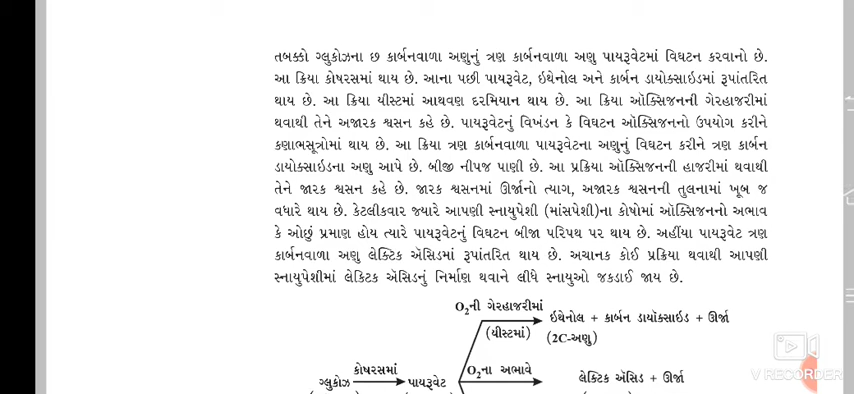 તબક્કો ગ્લુકોઝના છ કાર્બનવાળા અણુનું ત્રણ કાર્બનવાળા અણુ પાયરૂવેટમાં વિઘટન કરવાનો છે.
આ ક્રિયા કોષરસમાં થાય છે. આના પછી પાયરૂવેટ, ઇથેનોલ અને કાર્બન ડાયોક્સાઇડમાં રૂપાંતરિત
થાય છે. આ ક્રિયા યીસ્ટમાં આથવણ દરમિયાન થાય છે. આ ક્રિયા ઑક્સિજનની ગેરહાજરીમાં
થવાથી તેને અજારક શ્વસન કહે છે. પાયરૂવેટનું વિખંડન કે વિઘટન ઑક્સિજનનો ઉપયોગ કરીને
કણાભસૂત્રોમાં થાય છે. આ ક્રિયા ત્રણ કાર્બનવાળા પાયરૂવેટના અણુનું વિઘટન કરીને ત્રણ કાર્બન
ડાયોક્સાઇડના અણુ આપે છે. બીજી નીપજ પાણી છે. આ પ્રક્રિયા ઑક્સિજનની હાજરીમાં થવાથી
તેને જારક શ્વસન કહે છે. જારક શ્વસનમાં ઊર્જાનો ત્યાગ, અજારક શ્વસનની તુલનામાં ખૂબ જ
વધારે થાય છે. કેટલીકવાર જ્યારે આપણી સ્નાયુપેશી (માંસપેશી)ના કોષોમાં ઑક્સિજનનો અભાવ
કે ઓછું પ્રમાણ હોય ત્યારે પાયરૂવેટનું વિઘટન બીજા પરિપથ પર થાય છે. અહીંયા પાયરૂવેટ ત્રણ
કાર્બનવાળા અણુ લેક્ટિક ઍસિડમાં રૂપાંતરિત થાય છે. અચાનક કોઈ પ્રક્રિયા થવાથી આપણી
સ્નાયુપેશીમાં લેક્ટિક ઍસિડનું નિર્માણ થવાને લીધે સ્નાયુઓ જકડાઈ જાય છે.
O₂ની ગેરહાજરીમાં
ઇથેનોલ + કાર્બન ડાયૉક્સાઇડ + ઊર્જા
(યીસ્ટમાં)
(2C-અણુ)
V RECORDER
કોષરસમાં
O₂ના અભાવે
ગ્લુકોઝ
પાયરૂવેટ
લેક્ટિક ઍસિડ + ઊર્જા